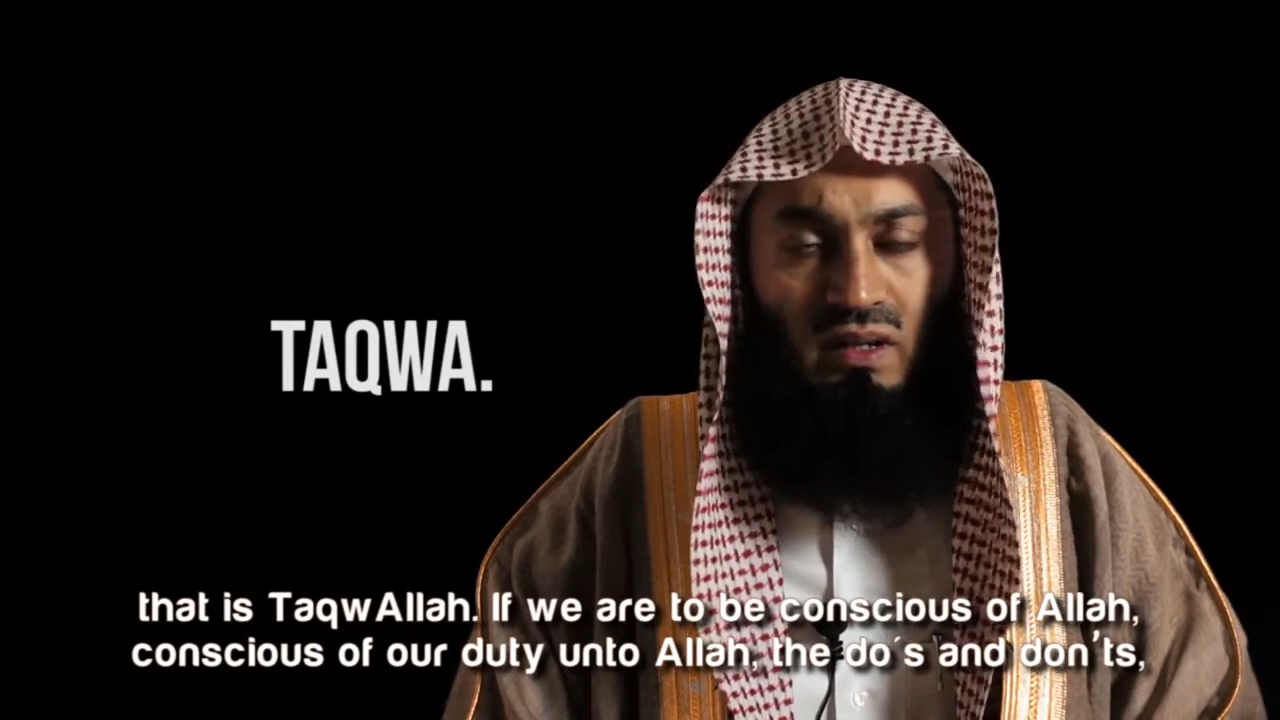 TAQWA.
that is TaqwAllah. If we are to be conscious of Allah,
conscious of our duty unto Allah, the do´s and don´ts,